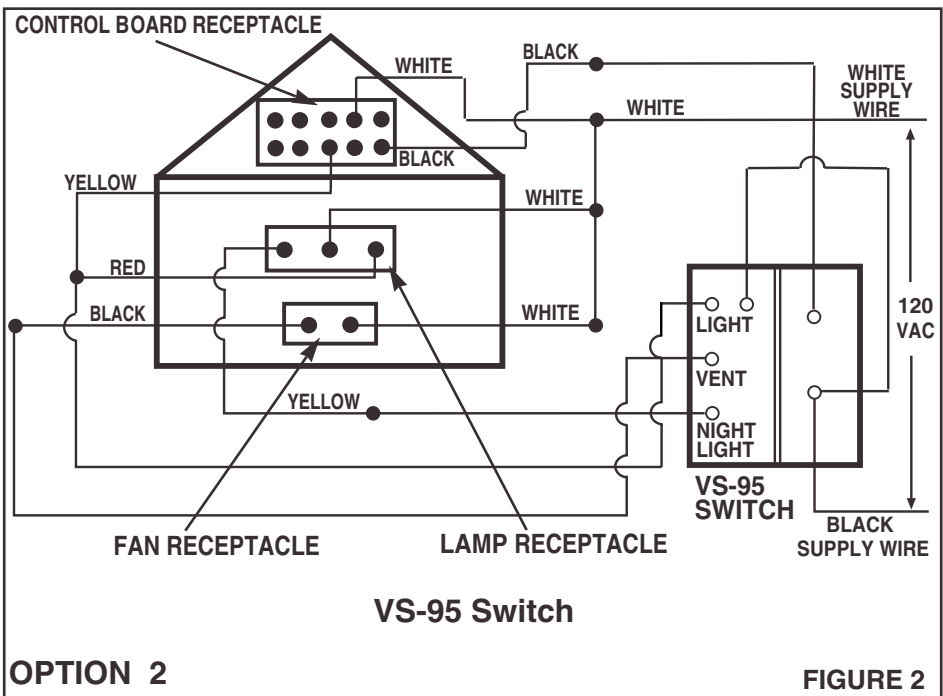 CONTROL BOARD RECEPTACLE
BLACK
WHITE
WHITE
SUPPLY
WIRE
WHITE
BLACK
YELLOW
WHITE
RED
BLACK
WHITE
LIGHT
120
VAC
VENT
YELLOW
NIGHT
LIGHT
VS-95
SWITCH
BLACK
SUPPLY WIRE
FAN RECEPTACLE
LAMP RECEPTACLE
VS-95 Switch
OPTION 2
FIGURE 2